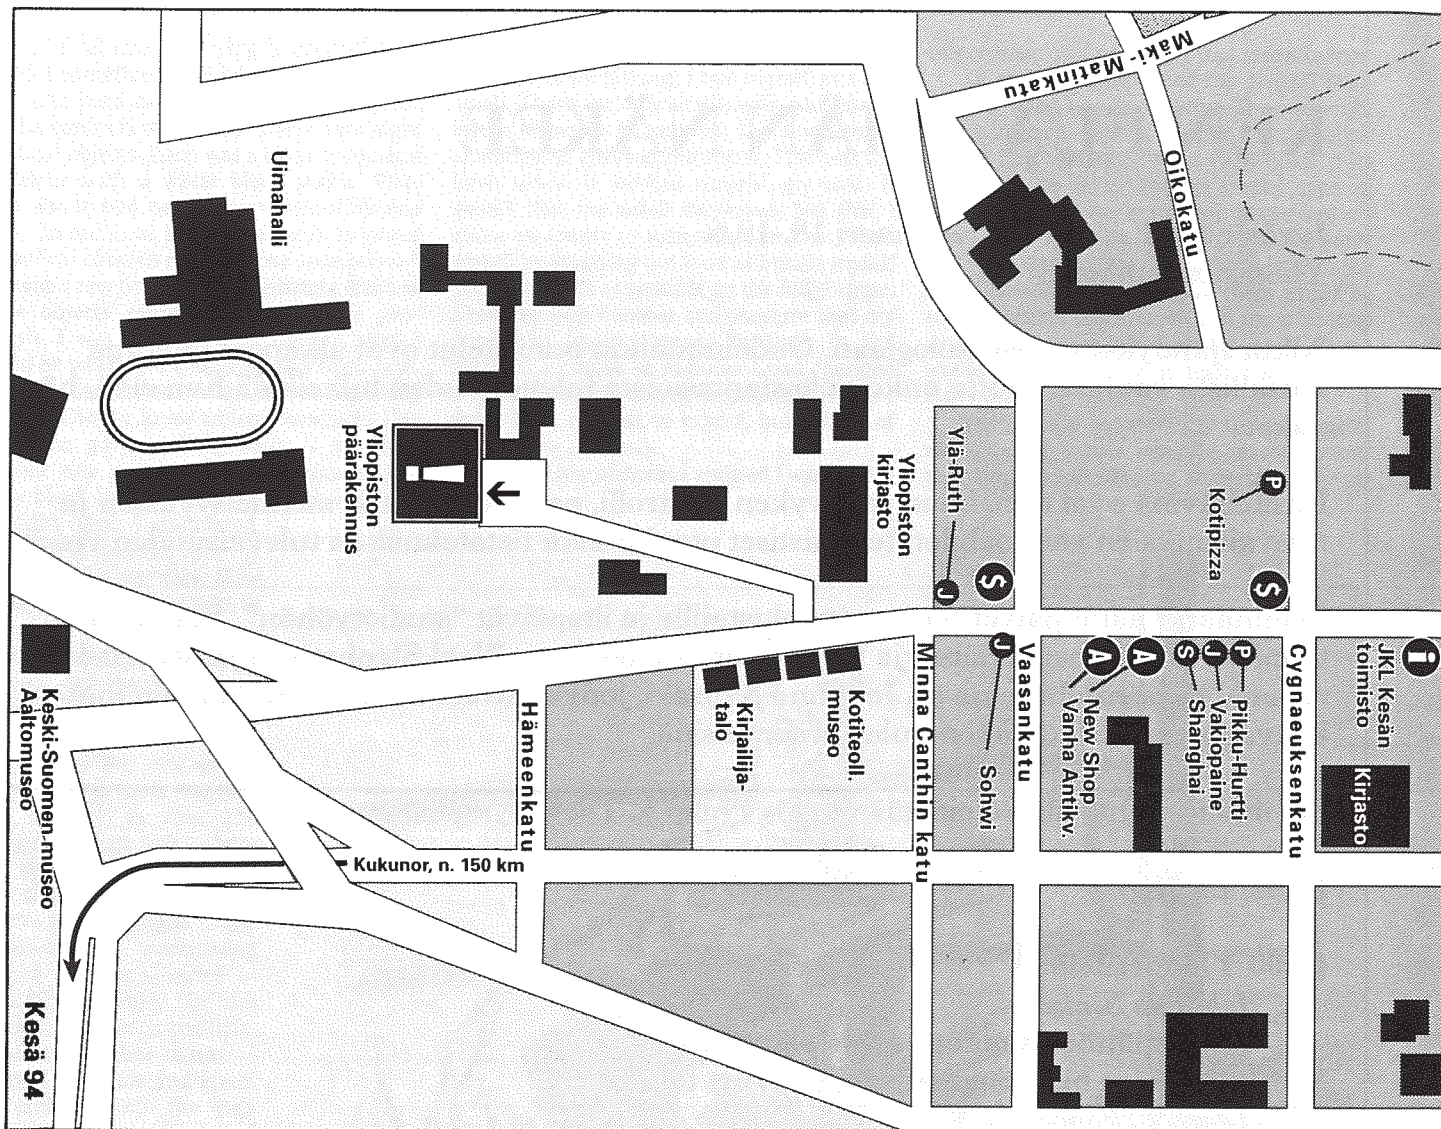 Mäki-Matinkatu
Oikokatu
Uimahalli
Yliopiston
päärakennus
Yliopiston
kirjasto
Ylä-Ruth
J
$
Kotipizza
P
$
i
JKL Kesän
toimisto
Kirjasto
Cygnaeuksenkatu
P
J
S
Pikku-Hurtti
Vakiopaine
Shanghai
A
A
New Shop
Vanha Antikv.
Vaasankatu
J
Sohwi
Minna Canthin katu
Kotiteoll.
museo
Kirjailija-
talo
Hämeenkatu
Keski-Suomen museo
Aaltomuseo
Kukunor, n. 150 km
Kesä 94